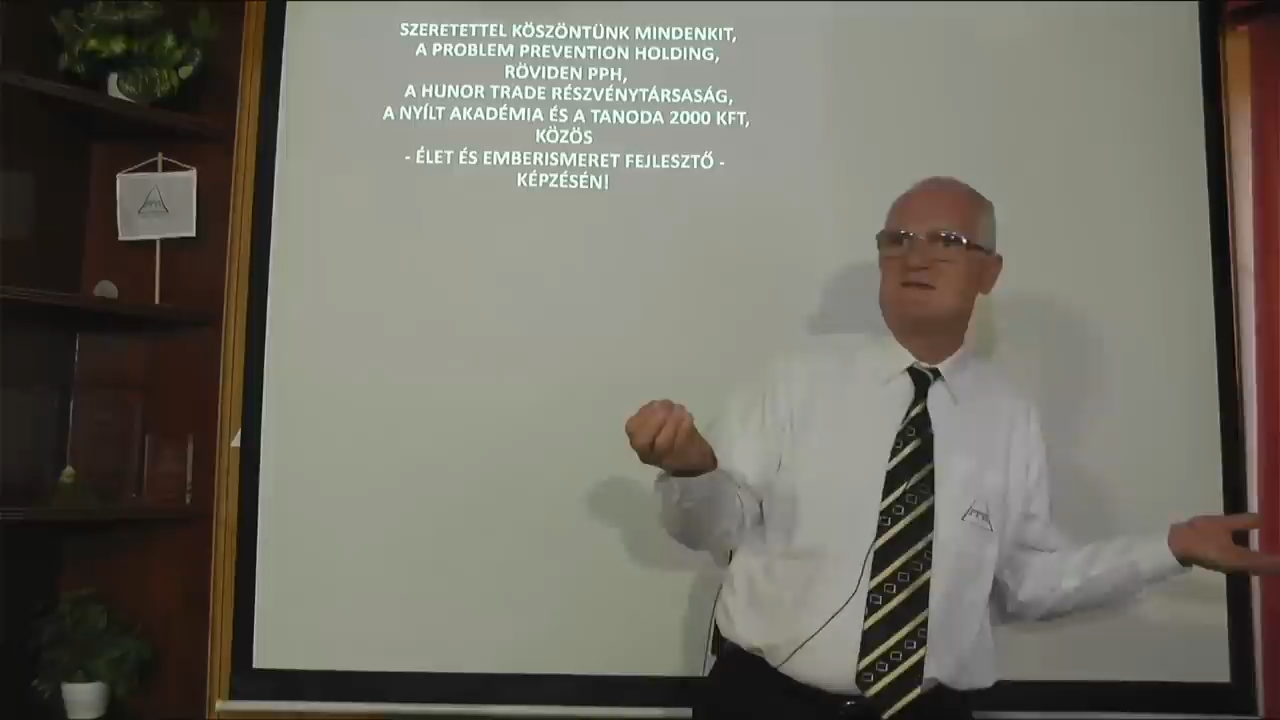 SZERETETTEL KÖSZÖNTÜNK MINDENKIT,
A PROBLEM PREVENTION HOLDING,
RÖVIDEN PPH,
A HUNOR TRADE RÉSZVÉNYTÁRSASÁG,
A NYÍLT AKADÉMIA ÉS A TANODA 2000 KFT,
KÖZÖS
- ÉLET ÉS EMBERISMERET FEJLESZTŐ -
KÉPZÉSÉN!